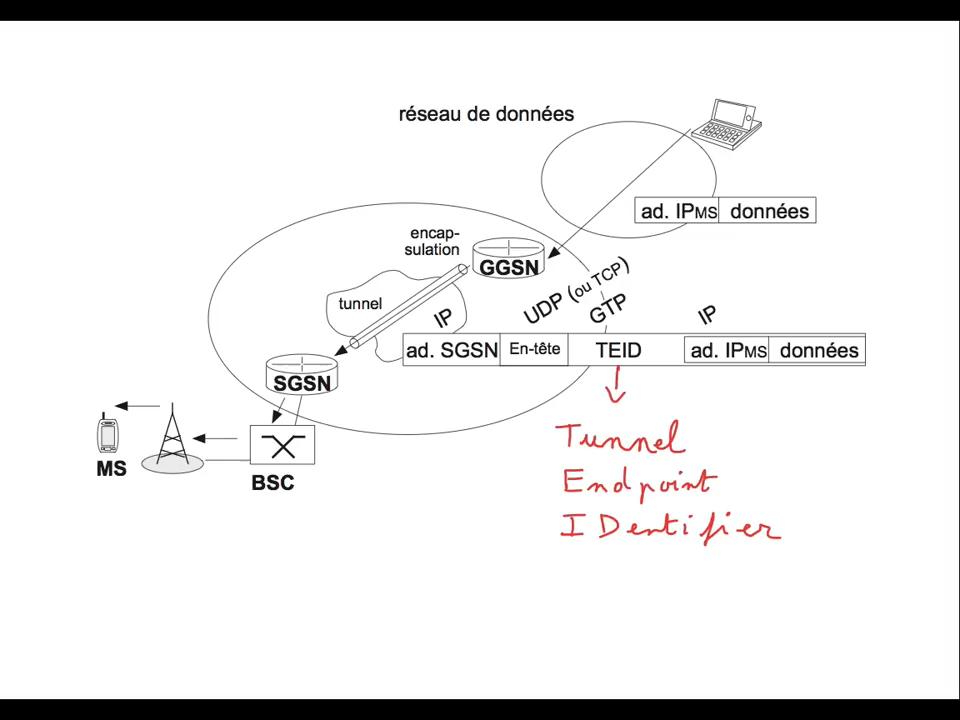 réseau de données
ad. IPMS données
encap-
sulation
GGSN
UDP (ou TCP)
tunnel
IP
GTP
IP
ad. SGSN En-tête TEID ad. IPMS données
SGSN
MS
BSC
Tunnel
Endpoint
IDentifier